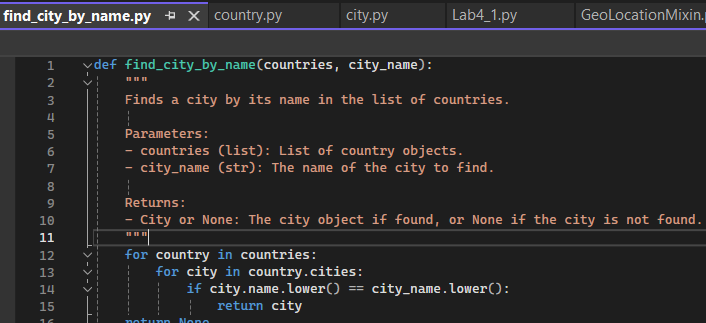 find_city_by_name.py country.py city.py Lab4_1.py GeoLocationMixin.p
1 def find_city_by_name(countries, city_name):
2 """
3 Finds a city by its name in the list of countries.
4
5 Parameters:
6 - countries (list): List of country objects.
7 - city_name (str): The name of the city to find.
8
9 Returns:
10 - City or None: The city object if found, or None if the city is not found.
11 """
12 for country in countries:
13 for city in country.cities:
14 if city.name.lower() == city_name.lower():
15 return city
16 return None